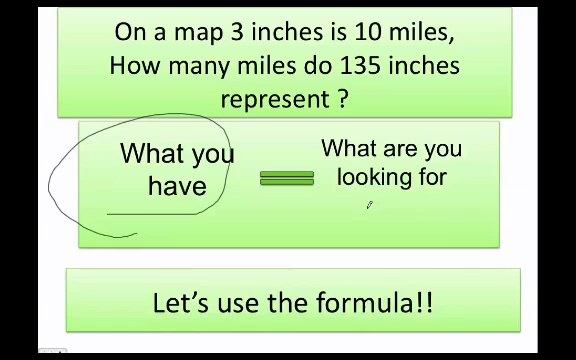 On a map 3 inches is 10 miles,
How many miles do 135 inches
represent ?
What you
have
What are you
looking for
Let's use the formula!!